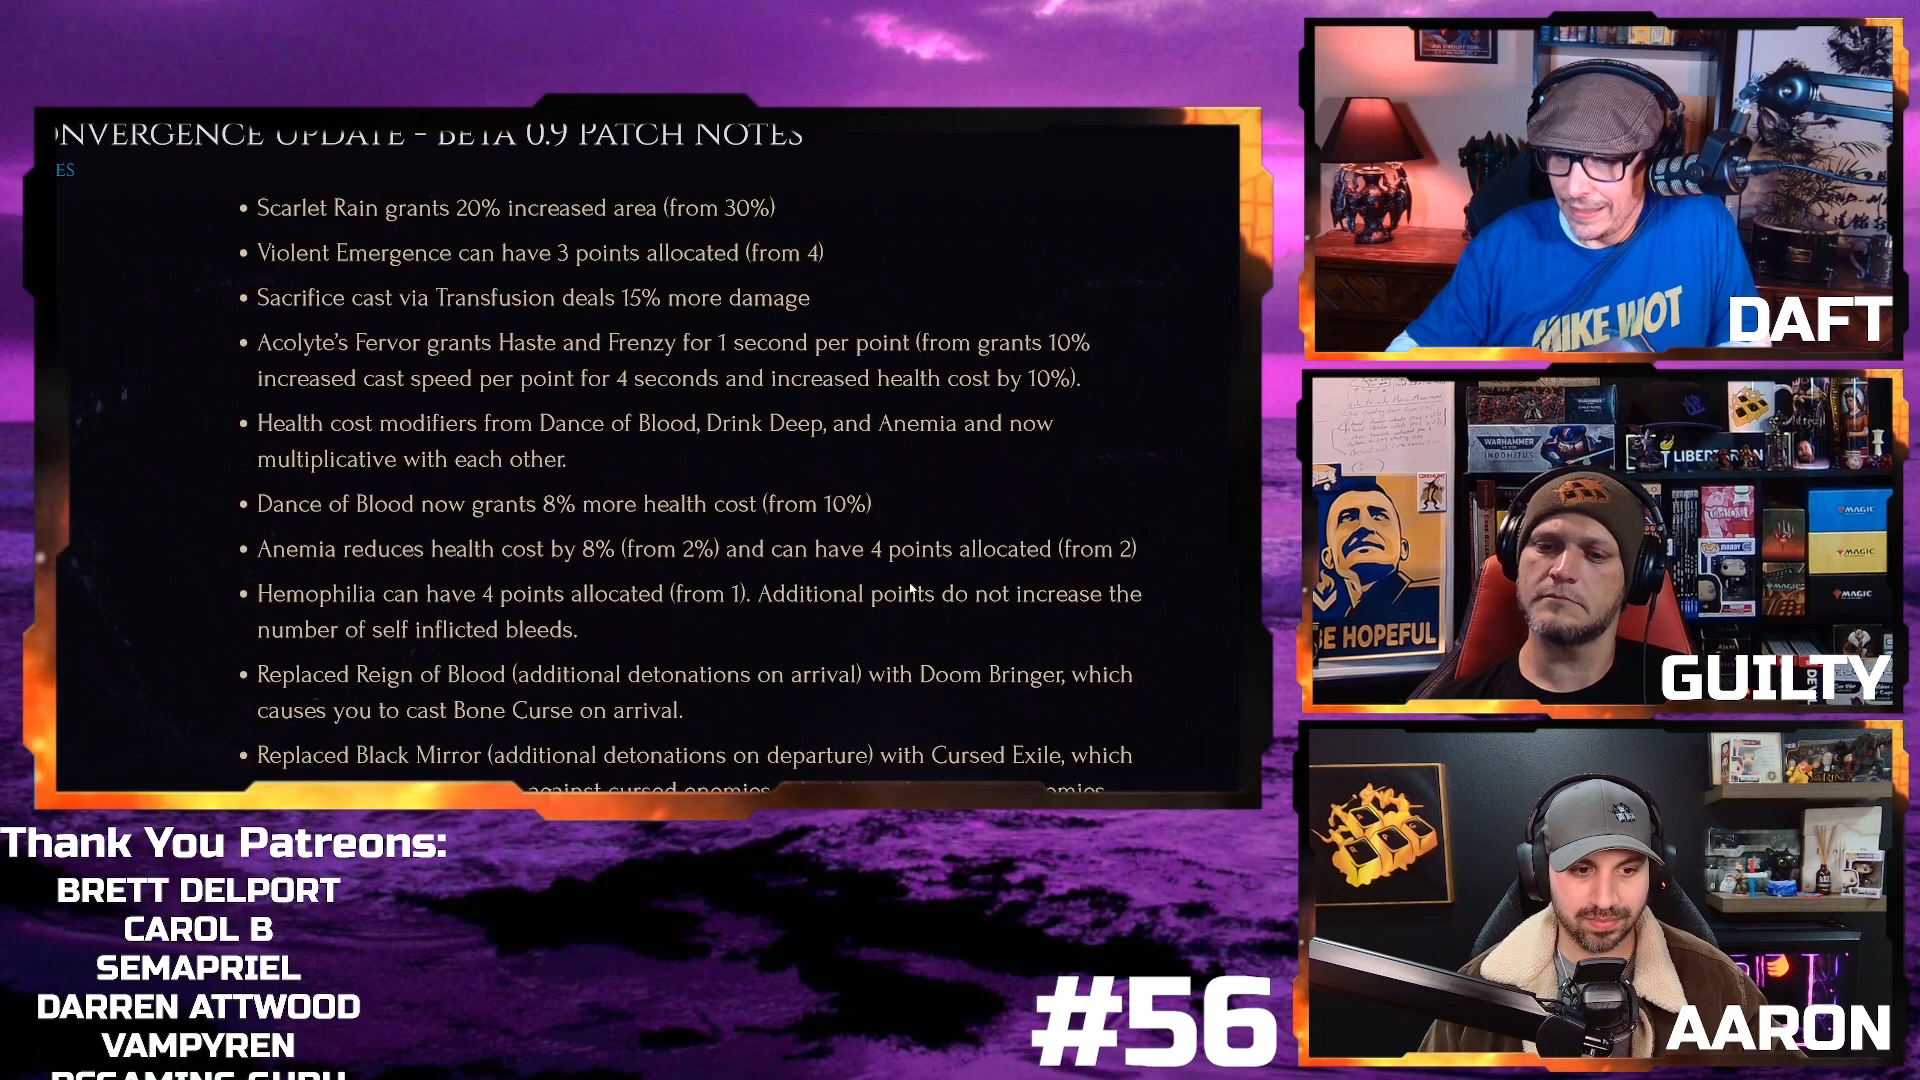 NVERGENCE UPDATE - BETA 0.9 PATCH NOTES
ES
• Scarlet Rain grants 20% increased area (from 30%)
• Violent Emergence can have 3 points allocated (from 4)
• Sacrifice cast via Transfusion deals 15% more damage
• Acolyte's Fervor grants Haste and Frenzy for 1 second per point (from grants 10%
increased cast speed per point for 4 seconds and increased health cost by 10%).
• Health cost modifiers from Dance of Blood, Drink Deep, and Anemia and now
multiplicative with each other.
• Dance of Blood now grants 8% more health cost (from 10%)
• Anemia reduces health cost by 8% (from 2%) and can have 4 points allocated (from 2)
• Hemophilia can have 4 points allocated (from 1). Additional points do not increase the
number of self inflicted bleeds.
• Replaced Reign of Blood (additional detonations on arrival) with Doom Bringer, which
causes you to cast Bone Curse on arrival.
• Replaced Black Mirror (additional detonations on departure) with Cursed Exile, which
against cursed enemies
Thank You Patreons:
BRETT DELPORT
CAROL B
SEMAPRIEL
DARREN ATTWOOD
VAMPYREN
#56
MIKE WOT
DAFT
WARHAMMER
INDOMITUS
MAGIC
MAGIC
MAGIC
BE HOPEFUL
GUILTY
AARON